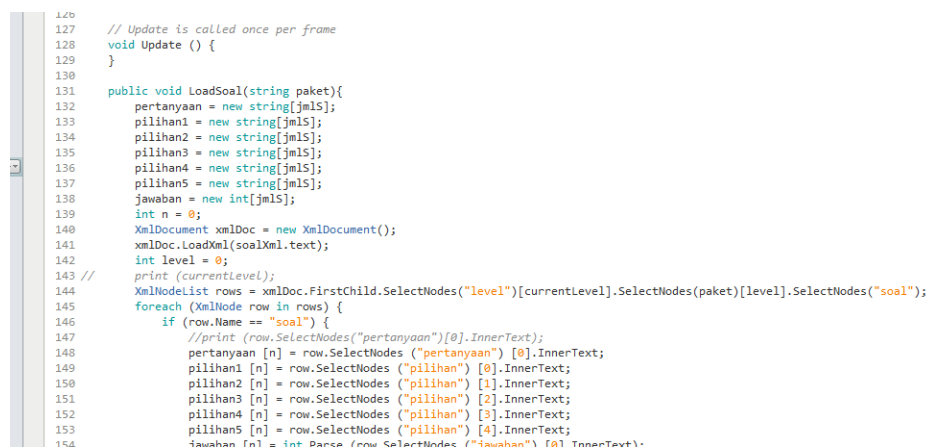 126
127 // Update is called once per frame
128 void Update () {
129 }
130
131 public void LoadSoal(string paket){
132 pertanyaan = new string[jmlS];
133 pilihan1 = new string[jmlS];
134 pilihan2 = new string[jmlS];
135 pilihan3 = new string[jmlS];
136 pilihan4 = new string[jmlS];
137 pilihan5 = new string[jmlS];
138 jawaban = new int[jmlS];
139 int n = 0;
140 XmlDocument xmlDoc = new XmlDocument();
141 xmlDoc.LoadXml(soalXml.text);
142 int level = 0;
143 // print (currentLevel);
144 XmlNodeList rows = xmlDoc.FirstChild.SelectNodes("level")[currentLevel].SelectNodes(paket)[level].SelectNodes("soal");
145 foreach (XmlNode row in rows) {
146 if (row.Name == "soal") {
147 //print (row.SelectNodes("pertanyaan")[0].InnerText);
148 pertanyaan [n] = row.SelectNodes ("pertanyaan") [0].InnerText;
149 pilihan1 [n] = row.SelectNodes ("pilihan") [0].InnerText;
150 pilihan2 [n] = row.SelectNodes ("pilihan") [1].InnerText;
151 pilihan3 [n] = row.SelectNodes ("pilihan") [2].InnerText;
152 pilihan4 [n] = row.SelectNodes ("pilihan") [3].InnerText;
153 pilihan5 [n] = row.SelectNodes ("pilihan") [4].InnerText;
154 jawaban [n] = int.Parse (row.SelectNodes ("jawaban") [0].InnerText);